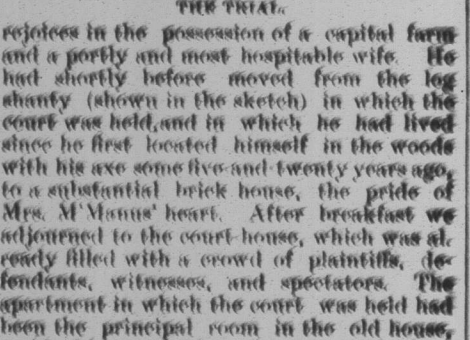 THE TRIAL.
rejoices in the possession of a capital farm
and a portly and most hospitable wife. He
had shortly before moved from the log
shanty (shown in the sketch) in which the
court was held, and in which he had lived
since he first located himself in the woods
with his axe some five-and-twenty years ago,
to a substantial brick house, the pride of
Mrs. M'Manus' heart. After breakfast we
adjourned to the court-house, which was al-
ready filled with a crowd of plaintiffs, de-
fendants, witnesses, and spectators. The
apartment in which the court was held had
been the principal room in the old house,